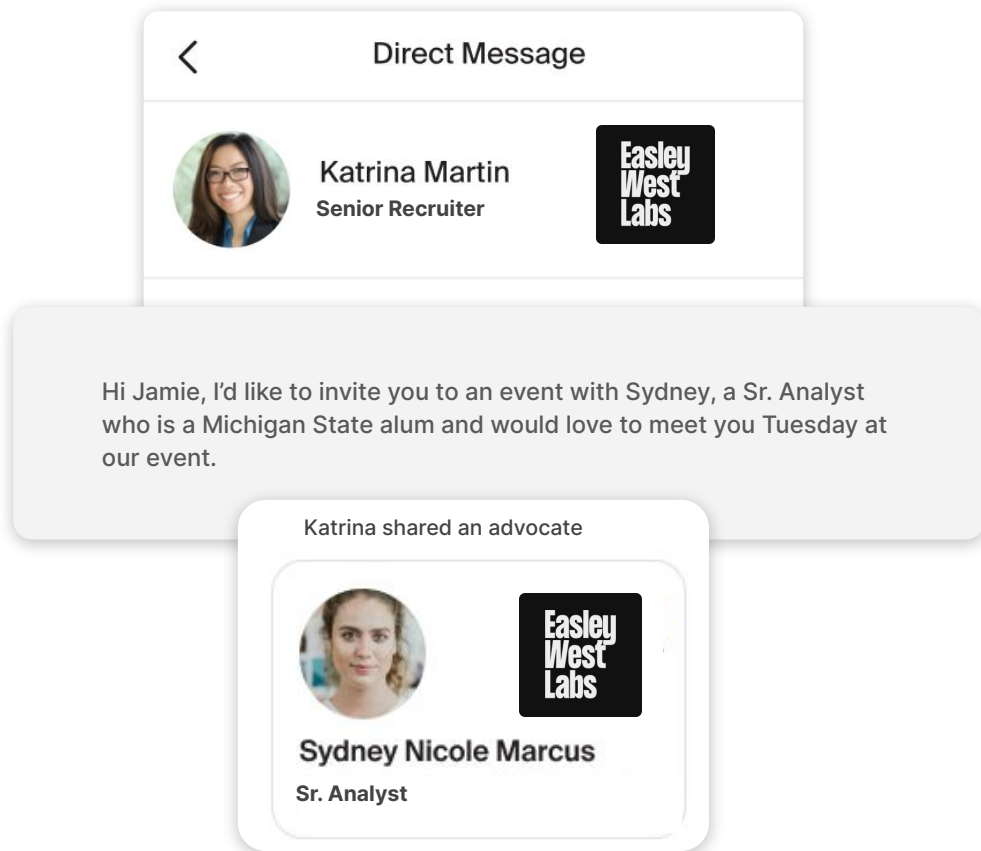 Direct Message
Katrina Martin
Senior Recruiter
Easley
West
Labs
Hi Jamie, I’d like to invite you to an event with Sydney, a Sr. Analyst
who is a Michigan State alum and would love to meet you Tuesday at
our event.
Katrina shared an advocate
Easley
West
Labs
Sydney Nicole Marcus
Sr. Analyst